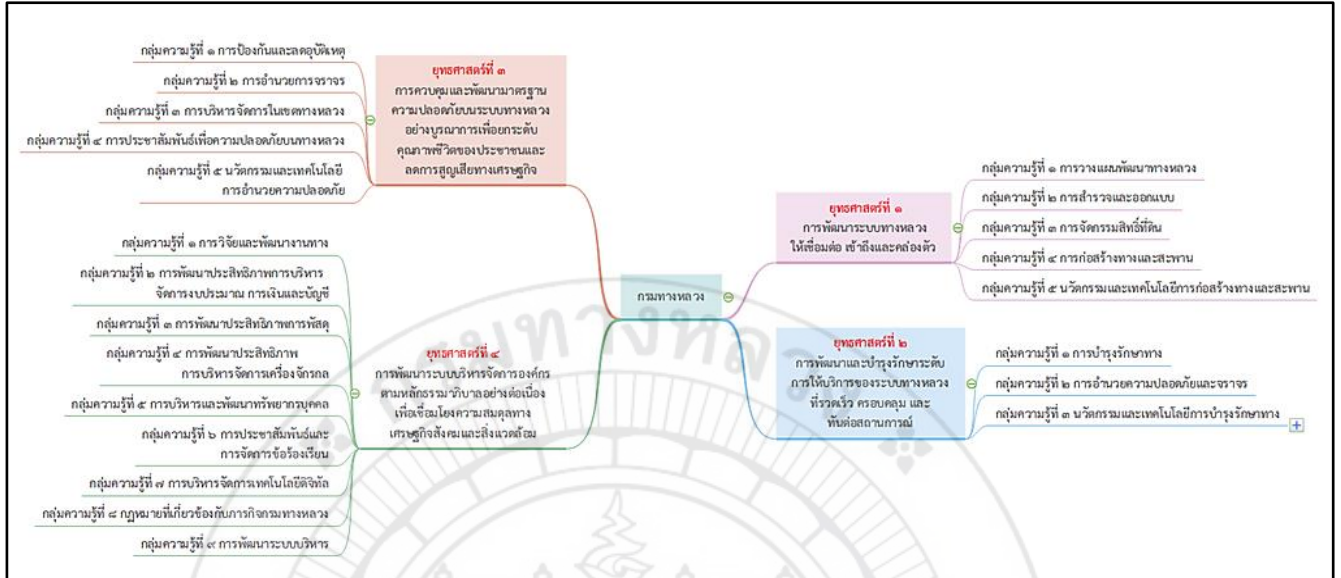 กรมทางหลวง
ยุทธศาสตร์ที่ ๑
การพัฒนาระบบทางหลวง
ให้เชื่อมต่อ เข้าถึงและคล่องตัว
กลุ่มความรู้ที่ ๑ การวางแผนพัฒนาทางหลวง
กลุ่มความรู้ที่ ๒ การสำรวจและออกแบบ
กลุ่มความรู้ที่ ๓ การจัดกรรมสิทธิ์ที่ดิน
กลุ่มความรู้ที่ ๔ การก่อสร้างทางและสะพาน
กลุ่มความรู้ที่ ๕ นวัตกรรมและเทคโนโลยีการก่อสร้างทางและสะพาน
ยุทธศาสตร์ที่ ๒
การพัฒนาและบำรุงรักษาระดับ
การให้บริการของระบบทางหลวง
ที่รวดเร็ว ครอบคลุม และ
ทันต่อสถานการณ์
กลุ่มความรู้ที่ ๑ การบำรุงรักษาทาง
กลุ่มความรู้ที่ ๒ การอำนวยความปลอดภัยและจราจร
กลุ่มความรู้ที่ ๓ นวัตกรรมและเทคโนโลยีการบำรุงรักษาทาง
ยุทธศาสตร์ที่ ๓
การควบคุมและพัฒนามาตรฐาน
ความปลอดภัยบนระบบทางหลวง
อย่างบูรณาการเพื่อยกระดับ
คุณภาพชีวิตของประชาชนและ
ลดการสูญเสียทางเศรษฐกิจ
กลุ่มความรู้ที่ ๑ การป้องกันและลดอุบัติเหตุ
กลุ่มความรู้ที่ ๒ การอำนวยการจราจร
กลุ่มความรู้ที่ ๓ การบริหารจัดการในเขตทางหลวง
กลุ่มความรู้ที่ ๔ การประชาสัมพันธ์เพื่อความปลอดภัยบนทางหลวง
กลุ่มความรู้ที่ ๕ นวัตกรรมและเทคโนโลยี
การอำนวยความปลอดภัย
ยุทธศาสตร์ที่ ๔
การพัฒนาระบบบริหารจัดการองค์กร
ตามหลักธรรมาภิบาลอย่างต่อเนื่อง
เพื่อเชื่อมโยงความสมดุลทาง
เศรษฐกิจสังคมและสิ่งแวดล้อม
กลุ่มความรู้ที่ ๑ การวิจัยและพัฒนางานทาง
กลุ่มความรู้ที่ ๒ การพัฒนาประสิทธิภาพการบริหาร
จัดการงบประมาณ การเงินและบัญชี
กลุ่มความรู้ที่ ๓ การพัฒนาประสิทธิภาพการพัสดุ
กลุ่มความรู้ที่ ๔ การพัฒนาประสิทธิภาพ
การบริหารจัดการเครื่องจักรกล
กลุ่มความรู้ที่ ๕ การบริหารและพัฒนาทรัพยากรบุคคล
กลุ่มความรู้ที่ ๖ การประชาสัมพันธ์และ
การจัดการข้อร้องเรียน
กลุ่มความรู้ที่ ๗ การบริหารจัดการเทคโนโลยีดิจิทัล
กลุ่มความรู้ที่ ๘ กฎหมายที่เกี่ยวข้องกับภารกิจกรมทางหลวง
กลุ่มความรู้ที่ ๙ การพัฒนาระบบบริหาร
กรมทางหลวง